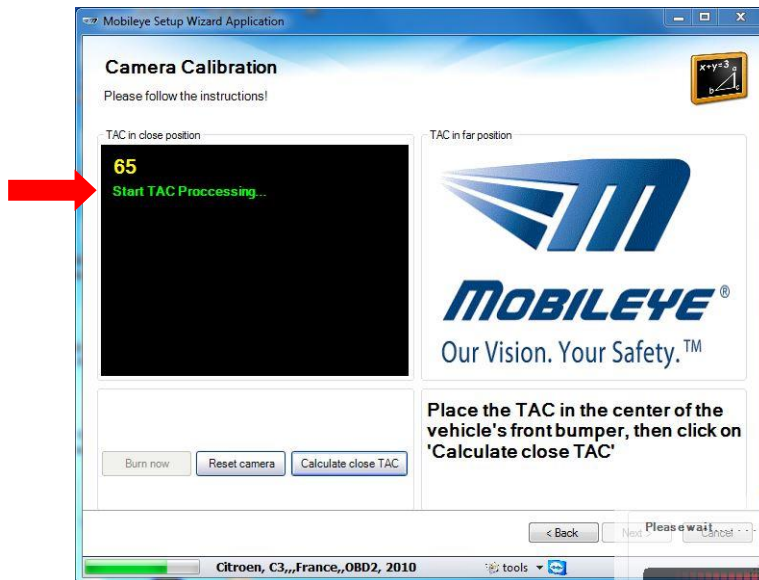 Mobileye Setup Wizard Application
Camera Calibration
Please follow the instructions!
x+y=3
a
b
c
TAC in close position
65
Start TAC Proccessing...
TAC in far position
MOBILEYE®
Our Vision. Your Safety.™
Burn now
Reset camera
Calculate close TAC
Place the TAC in the center of the
vehicle's front bumper, then click on
'Calculate close TAC'
< Back
Next >
Please wait........
Cancel
Citroen, C3,,,France,,OBD2, 2010
tools